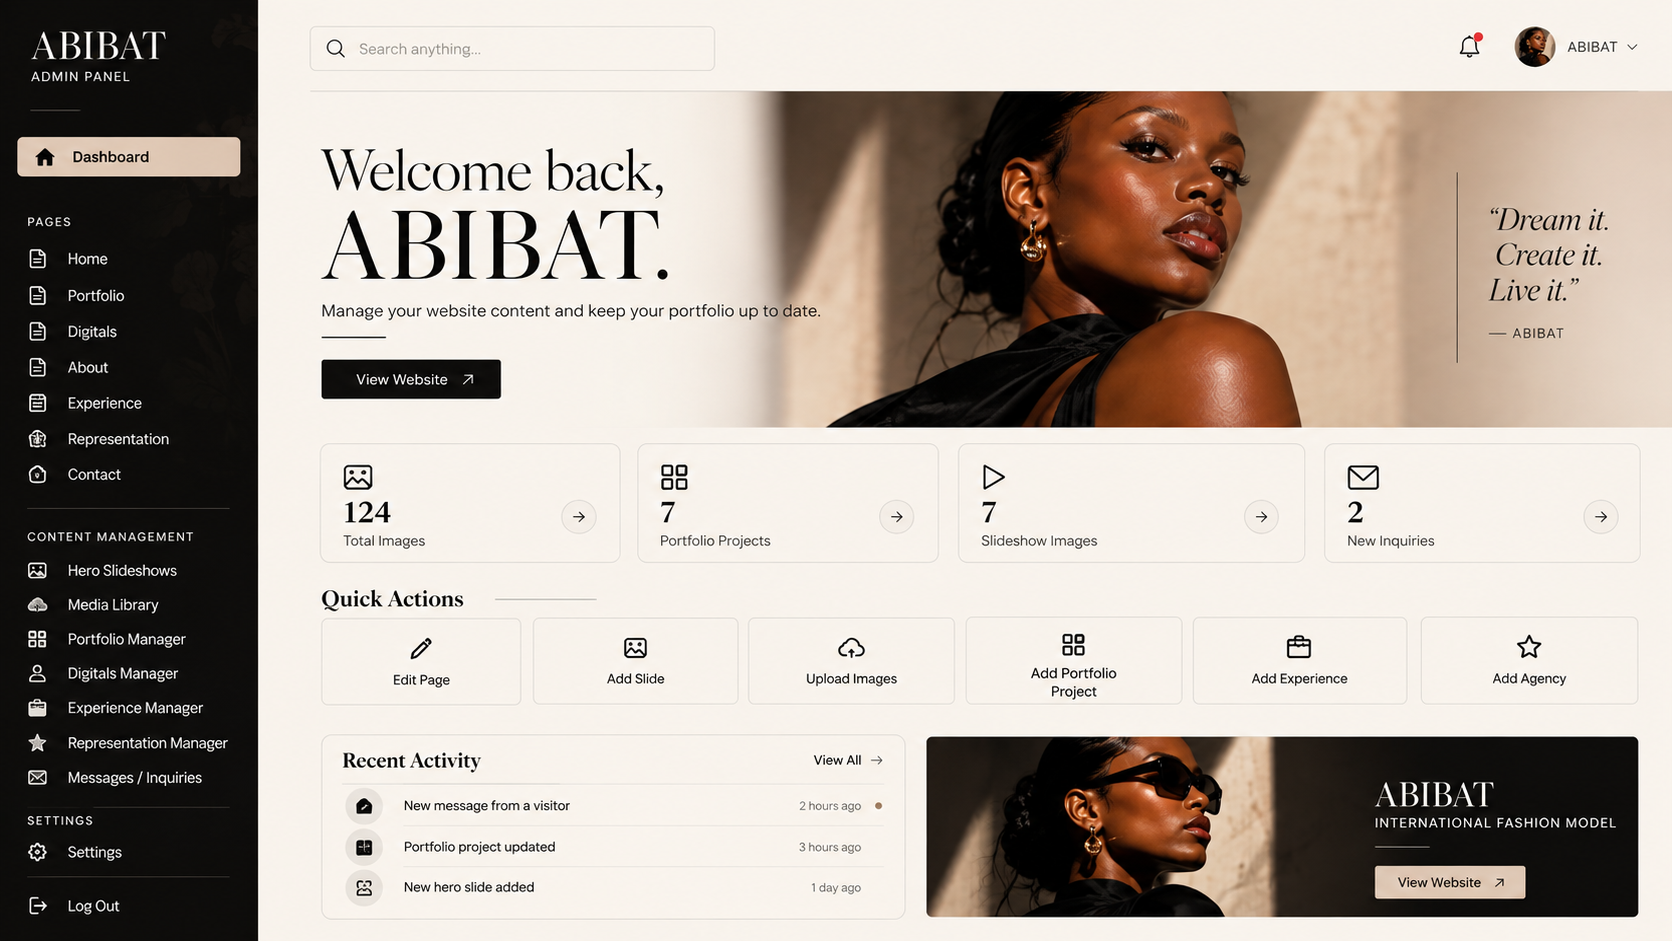 ABIBAT
ADMIN PANEL
Dashboard
PAGES
Home
Portfolio
Digitals
About
Experience
Representation
Contact
CONTENT MANAGEMENT
Hero Slideshows
Media Library
Portfolio Manager
Digitals Manager
Experience Manager
Representation Manager
Messages / Inquiries
SETTINGS
Settings
Log Out
Search anything...
ABIBAT
Welcome back,
ABIBAT.
Manage your website content and keep your portfolio up to date.
View Website
“Dream it.
Create it.
Live it.”
— ABIBAT
124
Total Images
7
Portfolio Projects
7
Slideshow Images
2
New Inquiries
Quick Actions
Edit Page
Add Slide
Upload Images
Add Portfolio
Project
Add Experience
Add Agency
Recent Activity
View All
New message from a visitor
2 hours ago
Portfolio project updated
3 hours ago
New hero slide added
1 day ago
ABIBAT
INTERNATIONAL FASHION MODEL
View Website